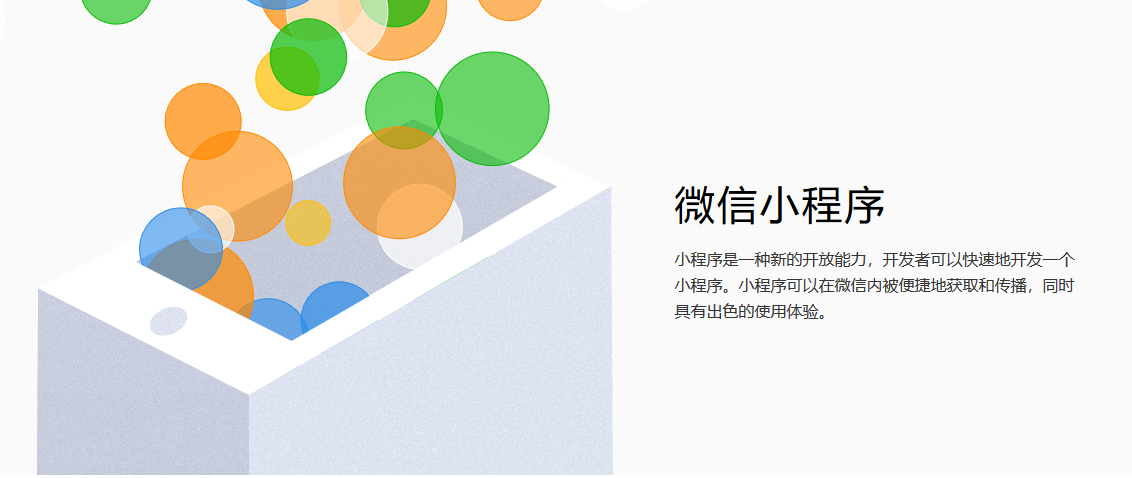 微信小程序
小程序是一种新的开放能力，开发者可以快速地开发一个
小程序。小程序可以在微信内被便捷地获取和传播，同时
具有出色的使用体验。